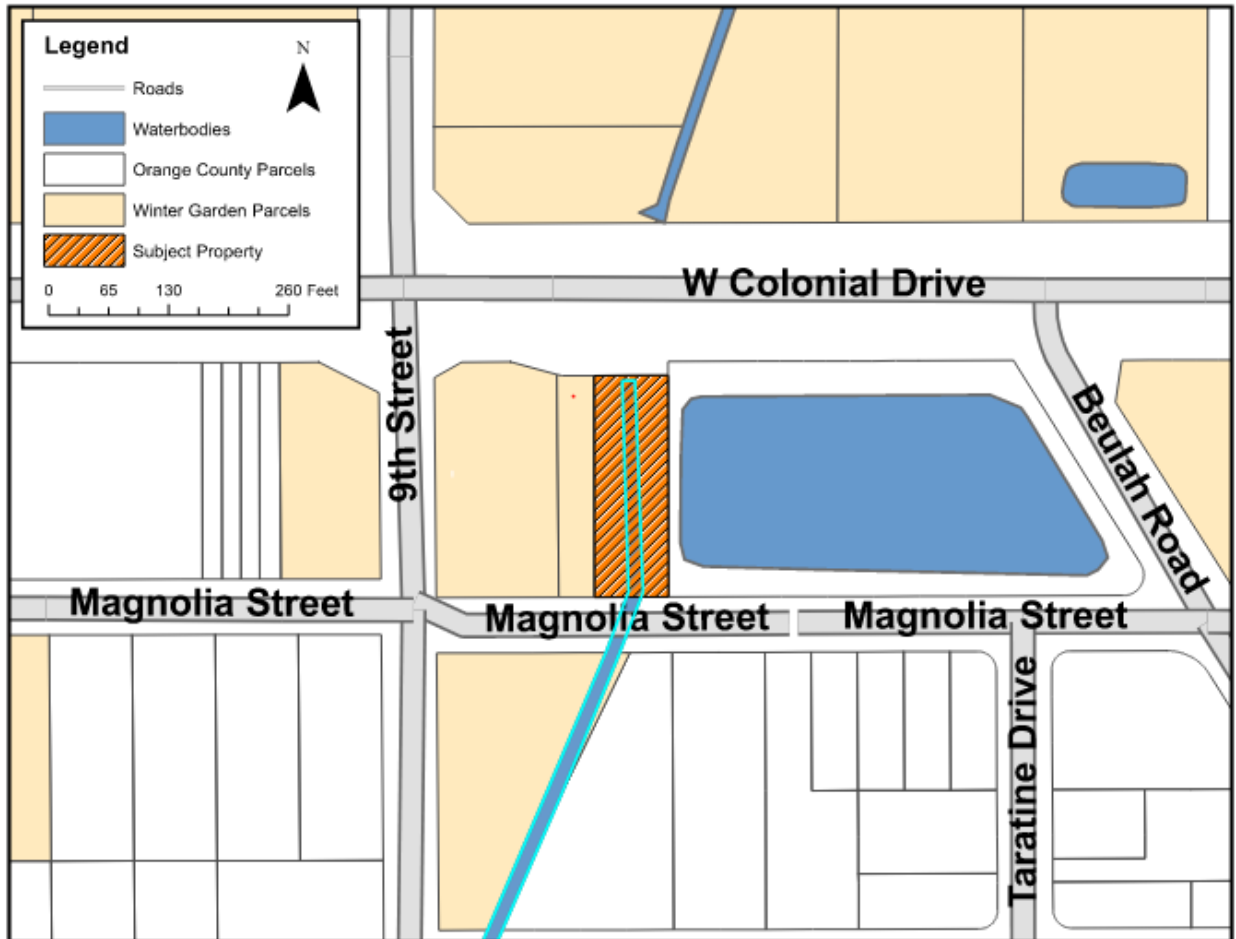 Legend
N
Roads
Waterbodies
Orange County Parcels
Winter Garden Parcels
Subject Property
0 65 130 260 Feet
W Colonial Drive
9th Street
Beulah Road
Magnolia Street
Magnolia Street
Magnolia Street
Taratine Drive